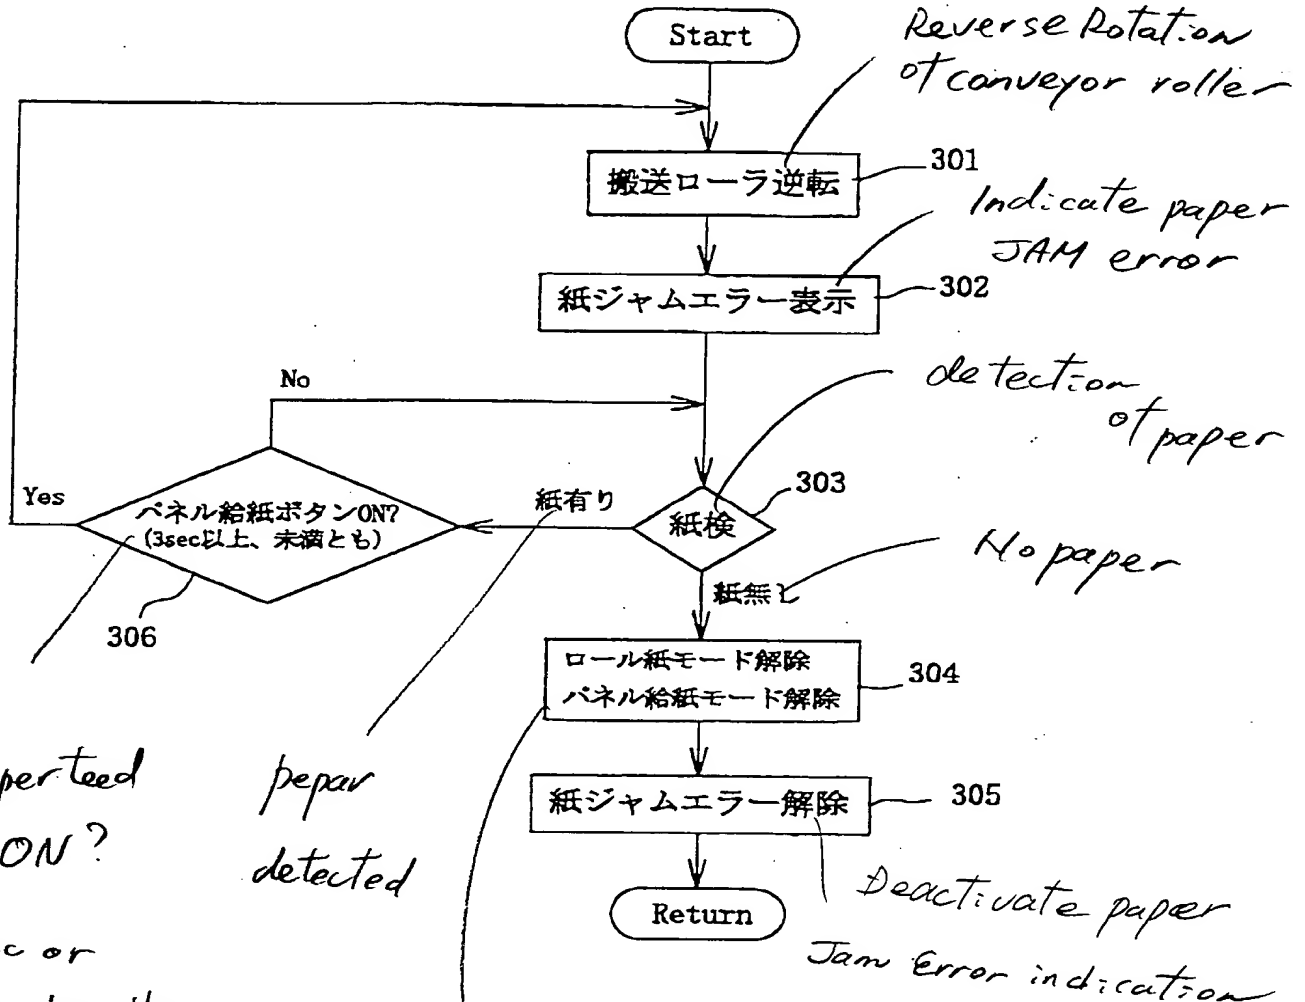 Start
Reverse Rotation
of conveyor roller
搬送ローラ逆転
301
Indicate paper
JAM error
紙ジャムエラー表示
302
No
detection
of paper
Yes
パネル給紙ボタンON?
(3sec以上、未満とも)
306
紙有り
紙検
303
No paper
紙無し
ロール紙モード解除
パネル給紙モード解除
304
feed
ON?
pepar
detected
紙ジャムエラー解除
305
Return
Deactivate paper
Jam Error indication
or